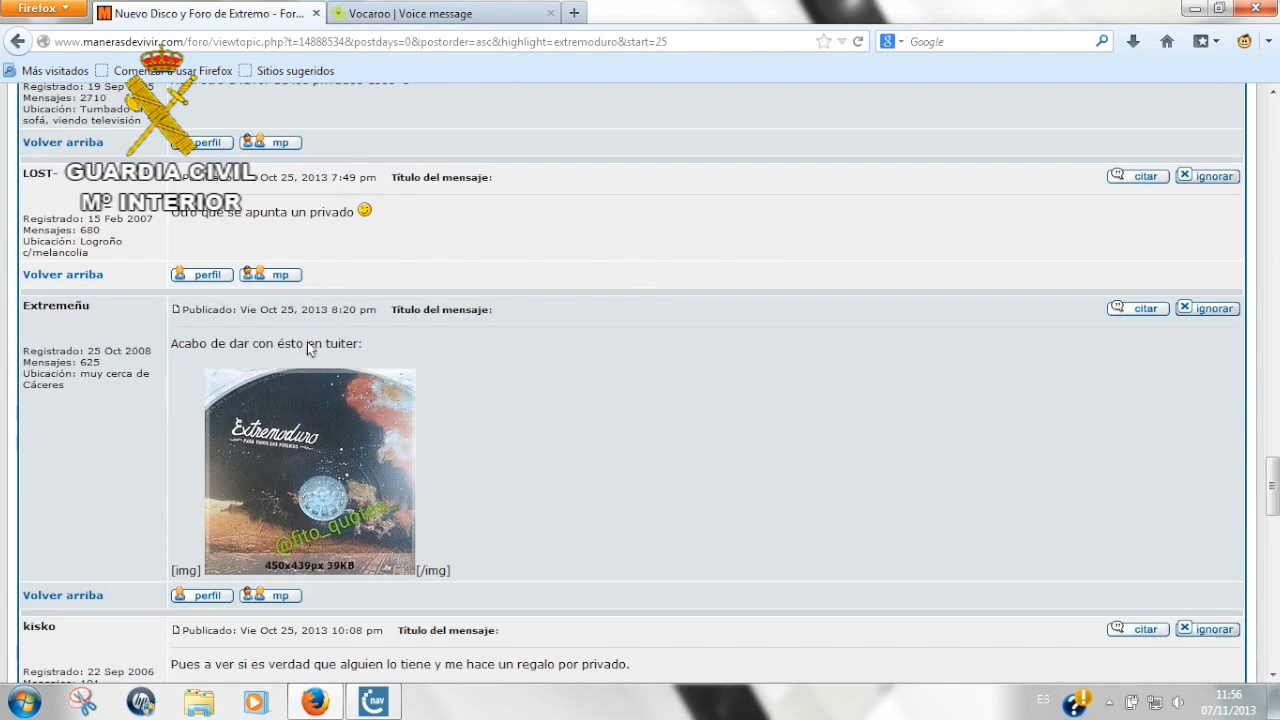 Firefox
Nuevo Disco y Foro de Extremo - For...
Vocaroo | Voice message
www.manerasdevivir.com/foro/viewtopic.php?t=14888534&postdays=0&postorder=asc&highlight=extremoduro&start=25
Google
Más visitados
Comenzar a usar Firefox
Sitios sugeridos
Registrado: 19 Sep
Mensajes: 2710
Ubicación: Tumbado
sofá, viendo televisión
Volver arriba
perfil
mp
GUARDIA CIVIL
Mº INTERIOR
LOST-
Oct 25, 2013 7:49 pm
Título del mensaje:
citar
ignorar
Otro que se apunta un privado
Registrado: 15 Feb 2007
Mensajes: 680
Ubicación: Logroño
c/melancolia
Volver arriba
perfil
mp
Extremeñu
Publicado: Vie Oct 25, 2013 8:20 pm
Título del mensaje:
citar
ignorar
Acabo de dar con ésto en tuiter:
Registrado: 25 Oct 2008
Mensajes: 625
Ubicación: muy cerca de
Cáceres
Extremoduro
PARA TODOS LOS PÚBLICOS
@fito_quotes
450x439px 39KB
[img]
[/img]
Volver arriba
perfil
mp
kisko
Publicado: Vie Oct 25, 2013 10:08 pm
Título del mensaje:
citar
ignorar
Pues a ver si es verdad que alguien lo tiene y me hace un regalo por privado.
Registrado: 22 Sep 2006
nav
ES
11:56
07/11/2013